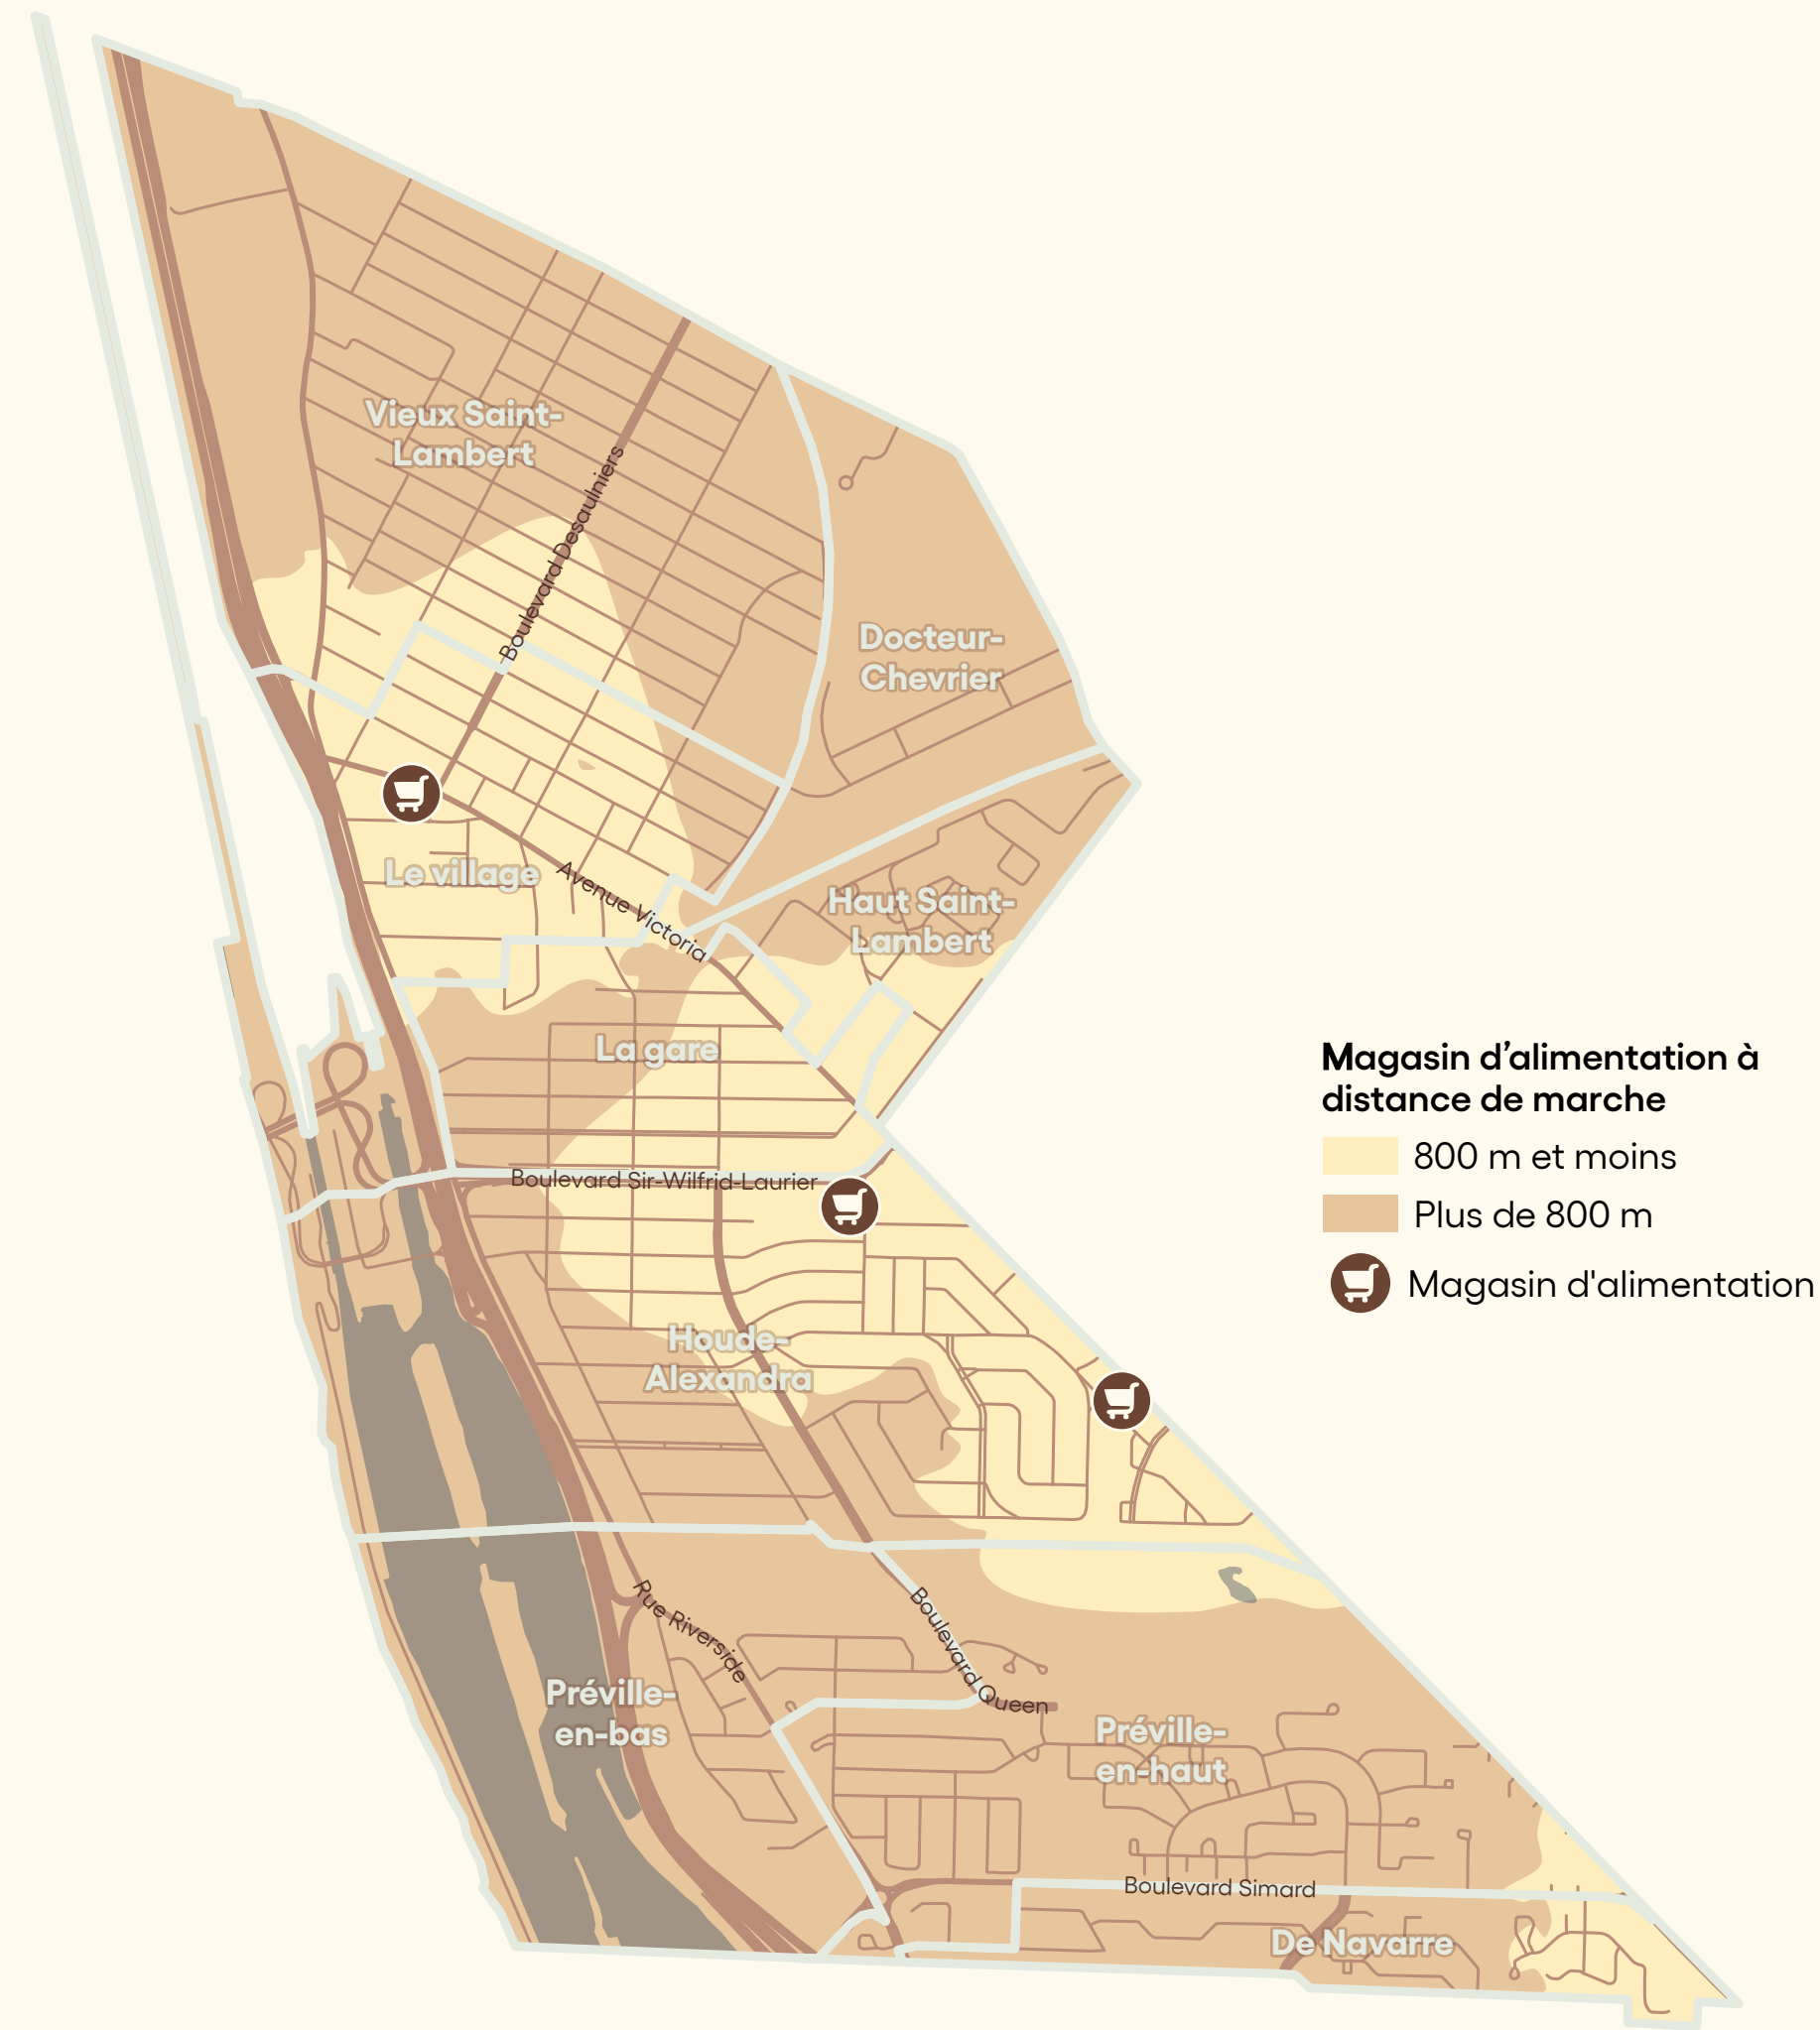 Vieux Saint-
Lambert
Boulevard Desaulniers
Docteur-
Chevrier
Le village
Avenue Victoria
Haut Saint-
Lambert
La gare
Magasin d’alimentation à
distance de marche
800 m et moins
Plus de 800 m
Magasin d'alimentation
Boulevard Sir-Wilfrid-Laurier
Houde-
Alexandra
Rue Riverside
Boulevard Queen
Préville-
en-bas
Préville-
en-haut
Boulevard Simard
De Navarre